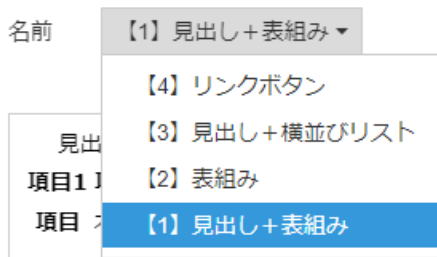 名前 【1】見出し＋表組み
【4】リンクボタン
【3】見出し＋横並びリスト
見出
項目1
【2】表組み
項目
【1】見出し＋表組み